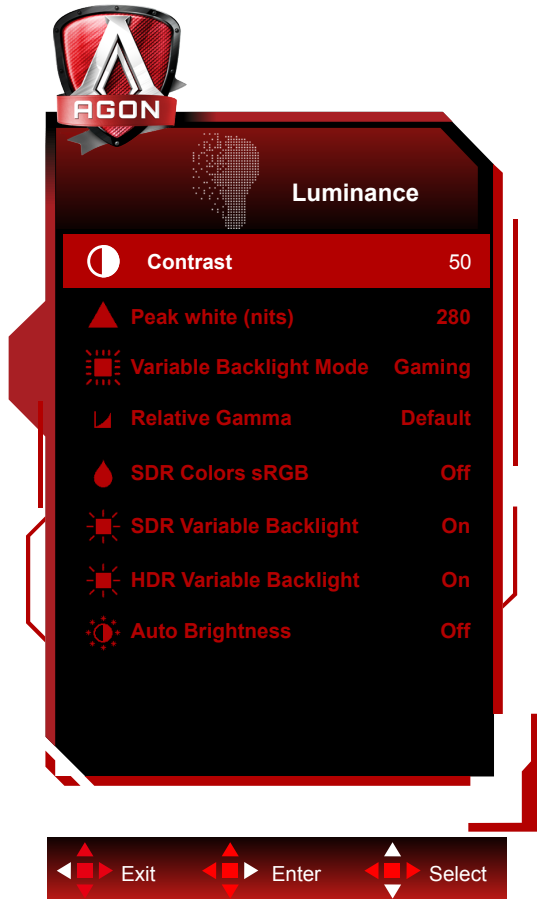 AGON
Luminance
Contrast 50
Peak white (nits) 280
Variable Backlight Mode Gaming
Relative Gamma Default
SDR Colors sRGB Off
SDR Variable Backlight On
HDR Variable Backlight On
Auto Brightness Off
Exit Enter Select